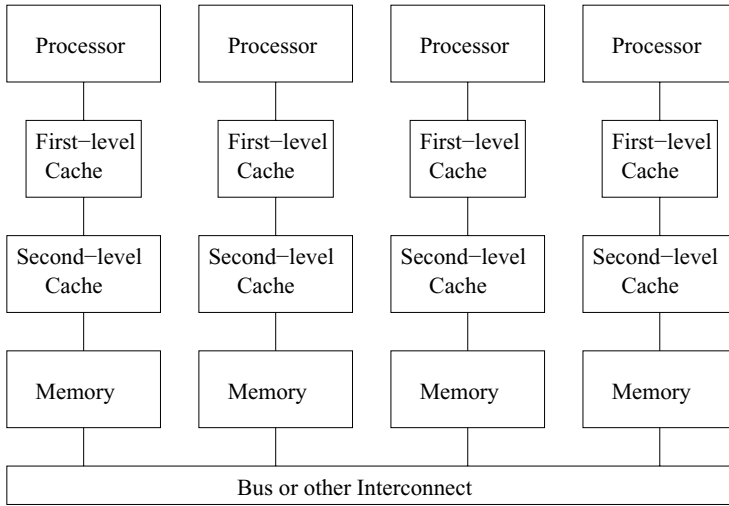 Processor Processor Processor Processor
First−level First−level First−level First−level
Cache Cache Cache Cache
Second−level Second−level Second−level Second−level
Cache Cache Cache Cache
Memory Memory Memory Memory
Bus or other Interconnect